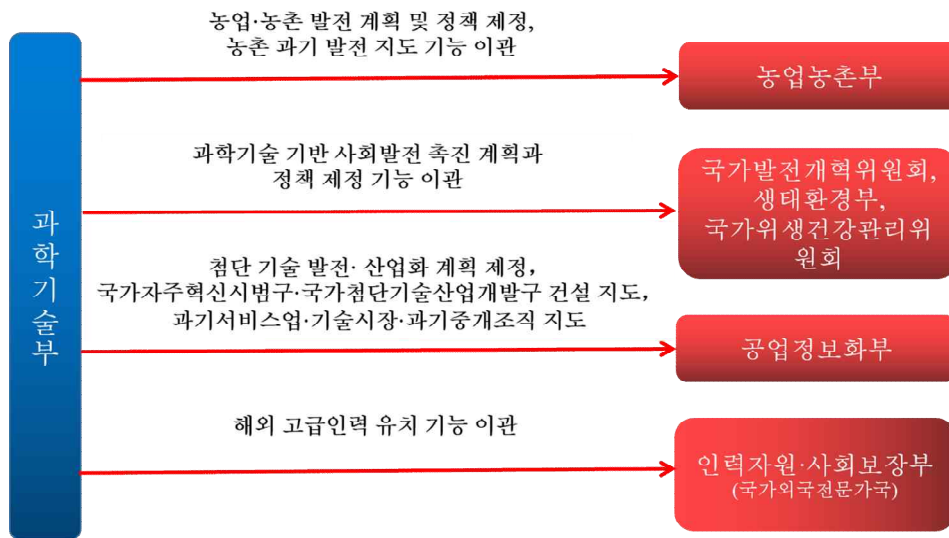 과학기술부
농업·농촌 발전 계획 및 정책 제정,
농촌 과기 발전 지도 기능 이관
농업농촌부
과학기술 기반 사회발전 촉진 계획과
정책 제정 기능 이관
국가발전개혁위원회,
생태환경부,
국가위생건강관리위
원회
첨단 기술 발전· 산업화 계획 제정,
국가자주혁신시범구·국가첨단기술산업개발구 건설 지도,
과기서비스업·기술시장·과기중개조직 지도
공업정보화부
해외 고급인력 유치 기능 이관
인력자원·사회보장부
(국가외국전문가국)